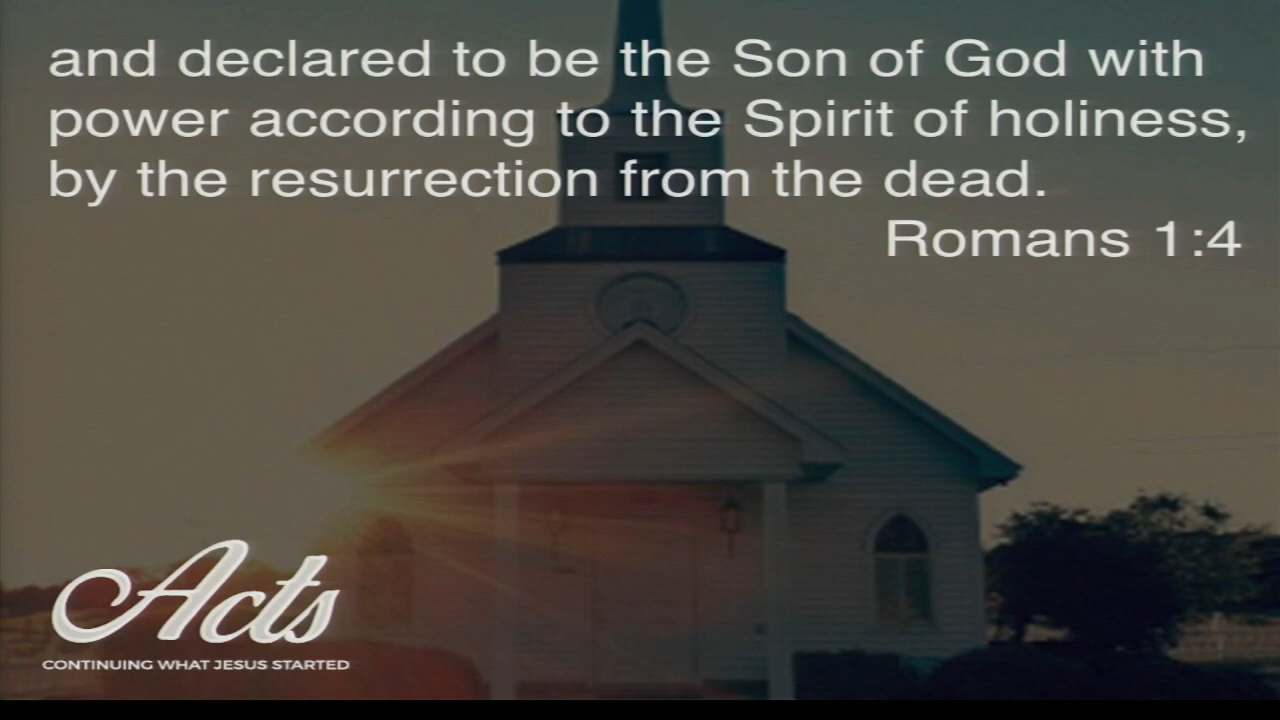 and declared to be the Son of God with
power according to the Spirit of holiness,
by the resurrection from the dead.
Romans 1:4
Acts
CONTINUING WHAT JESUS STARTED